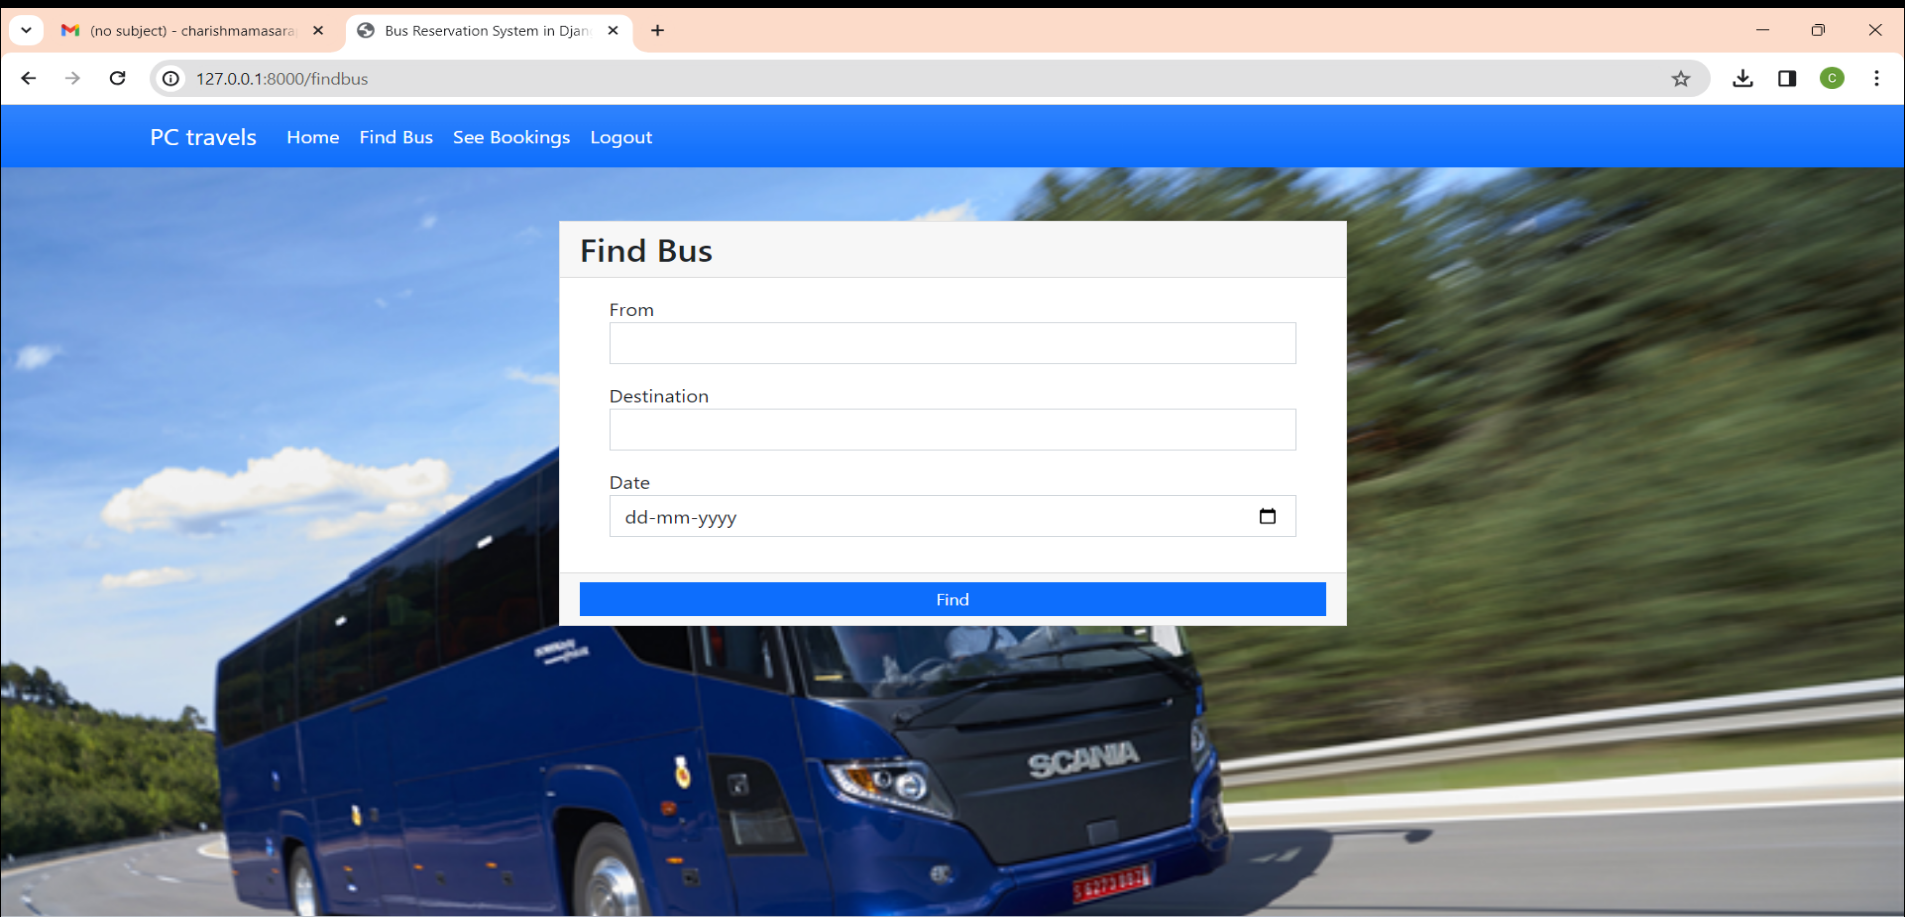 (no subject) - charishmamasara
Bus Reservation System in Djan
127.0.0.1:8000/findbus
C
PC travels Home Find Bus See Bookings Logout
Find Bus
From
Destination
Date
dd-mm-yyyy
Find
SCANIA